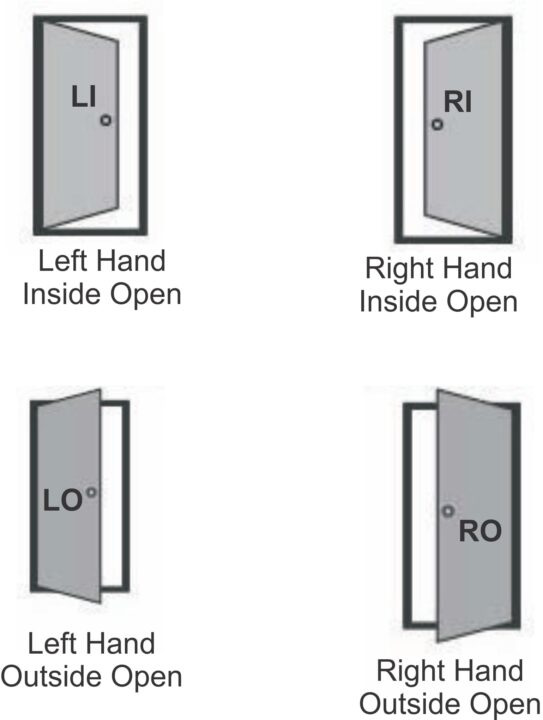 LI
RI
Left Hand
Inside Open
Right Hand
Inside Open
LO
RO
Left Hand
Outside Open
Right Hand
Outside Open